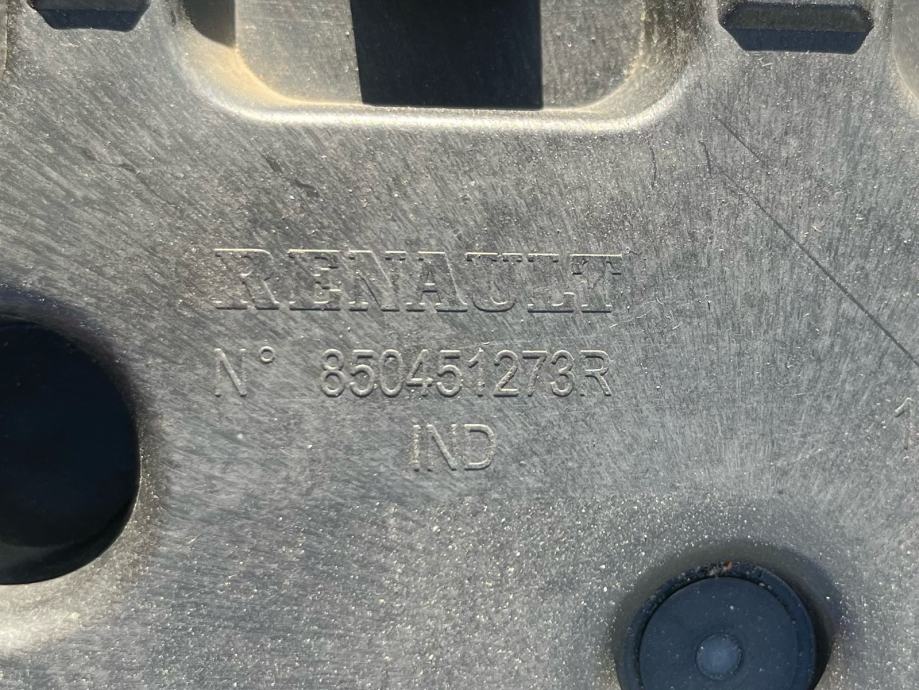 RENAULT
N° 850451273R
IND